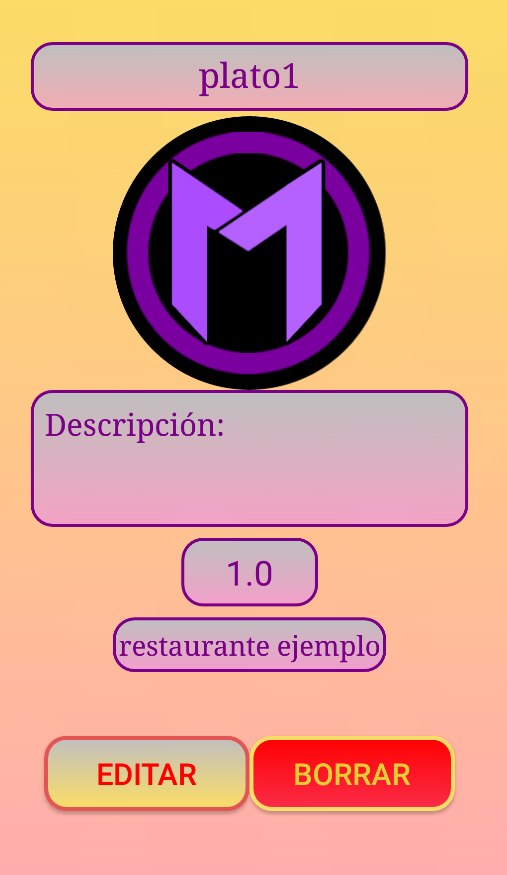 plato1
M
Descripción:
1.0
restaurante ejemplo
EDITAR
BORRAR